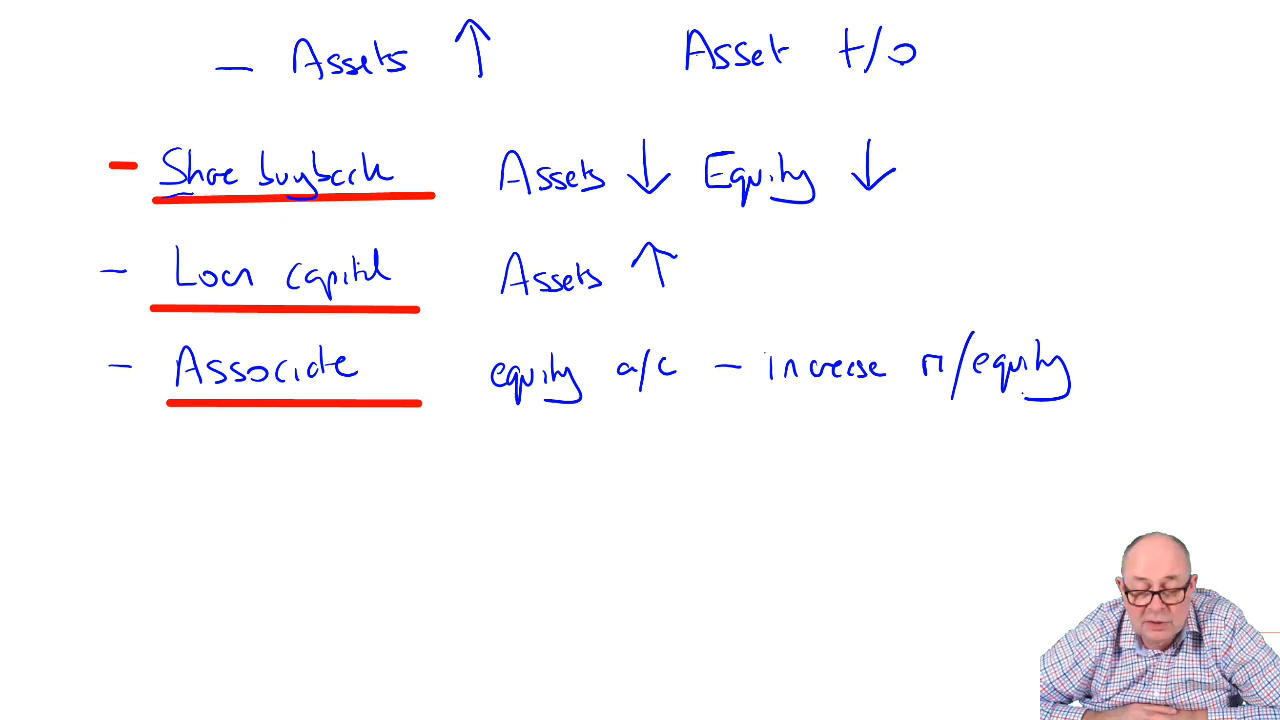 – Assets ↑ Asset t/o
– Share buyback Assets ↓ Equity ↓
– Loan capital Assets ↑
– Associate equity a/c – increase π/equity